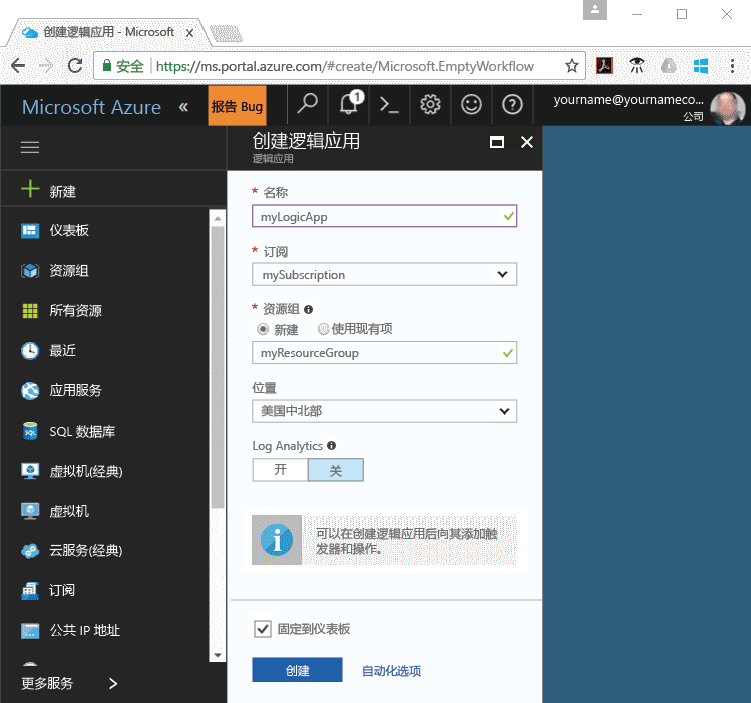 创建逻辑应用 - Microsoft
安全
https://ms.portal.azure.com/#create/Microsoft.EmptyWorkflow
Microsoft Azure
报告 Bug
1
yourname@yournameco...
公司
创建逻辑应用
逻辑应用
新建
仪表板
资源组
所有资源
最近
应用服务
SQL 数据库
虚拟机(经典)
虚拟机
云服务(经典)
订阅
公共 IP 地址
更多服务
* 名称
myLogicApp
* 订阅
mySubscription
* 资源组
新建 使用现有项
myResourceGroup
位置
美国中北部
Log Analytics
开 关
可以在创建逻辑应用后向其添加触
发器和操作。
固定到仪表板
创建 自动化选项